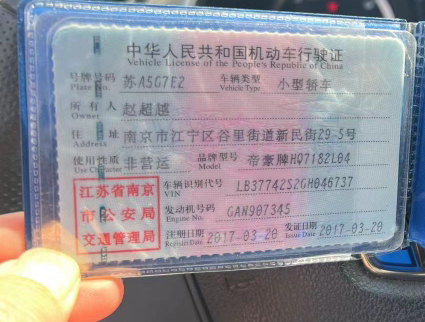 中华人民共和国机动车行驶证
Vehicle License of the People's Republic of China
号牌号码 苏A5G7E2 车辆类型 小型轿车
Plate No. Vehicle Type
所有人 赵超越
Owner
住址 南京市江宁区谷里街道新民街29-5号
Address
使用性质 非营运 品牌型号 帝豪牌HQ7182L04
Use Character Model
江苏省南京
市公安局
交通管理局
车辆识别代号 LB37742S2GH046737
VIN
发动机号码 GAN907345
Engine No.
注册日期 2017-03-20 发证日期 2017-03-20
Register Date Issue Date